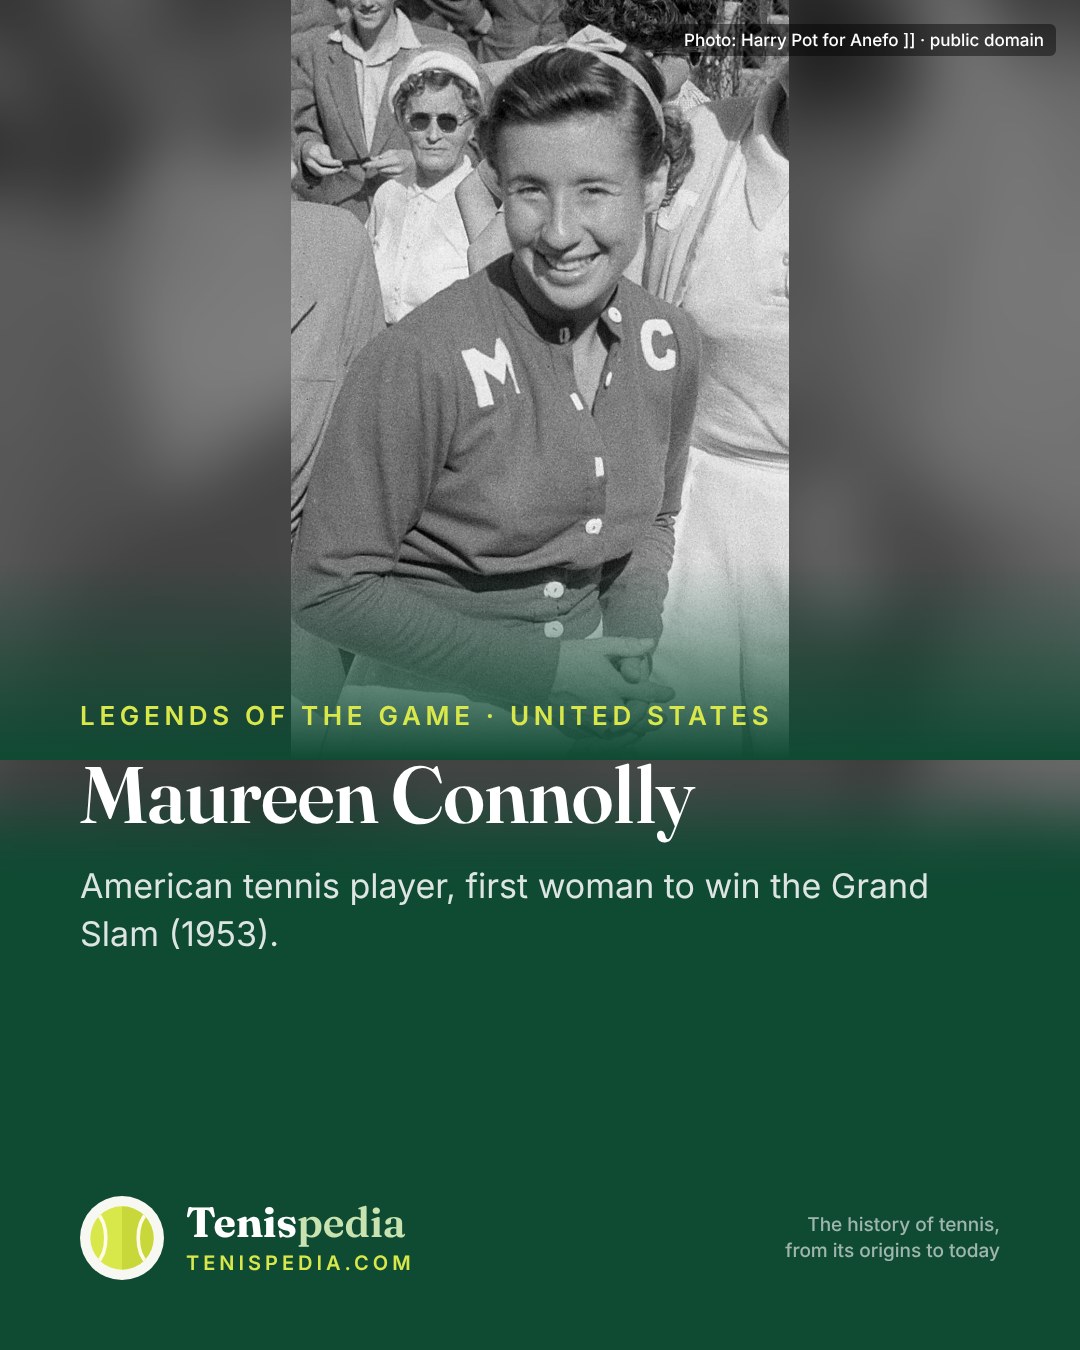 Photo: Harry Pot for Anefo ]] · public domain
M C
LEGENDS OF THE GAME · UNITED STATES
Maureen Connolly
American tennis player, first woman to win the Grand
Slam (1953).
Tenispedia
TENISPEDIA.COM
The history of tennis,
from its origins to today